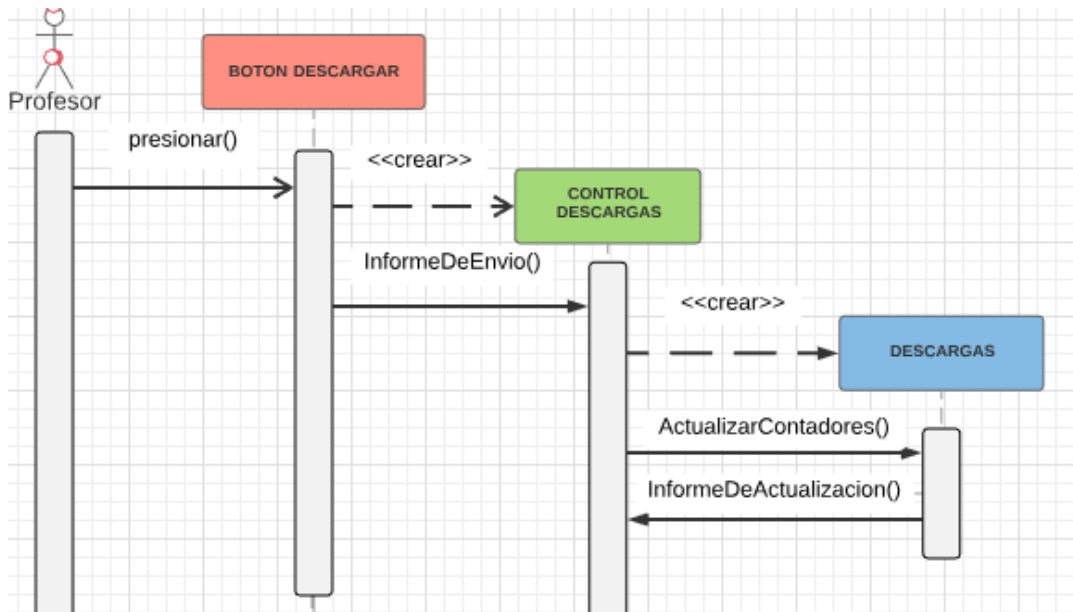 Profesor
BOTON DESCARGAR
presionar()
<<crear>>
CONTROL
DESCARGAS
InformeDeEnvio()
<<crear>>
DESCARGAS
ActualizarContadores()
InformeDeActualizacion()